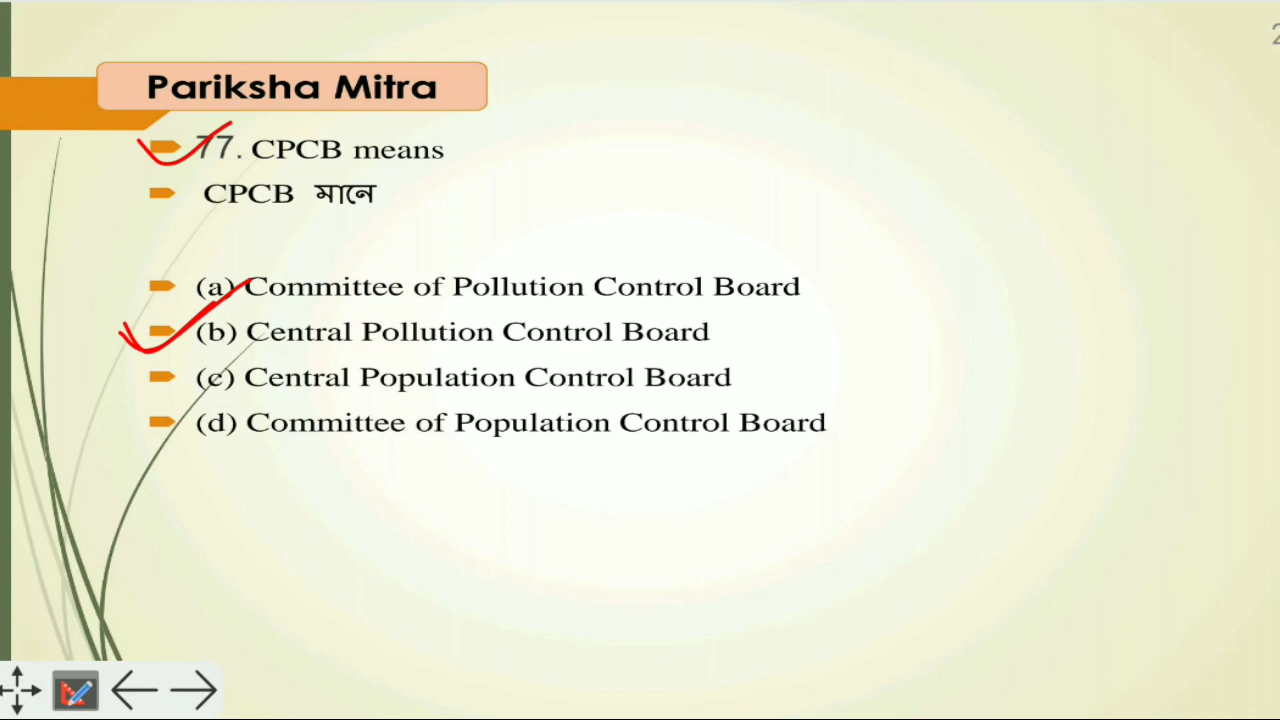 Pariksha Mitra
77. CPCB means
CPCB মানে
(a) Committee of Pollution Control Board
(b) Central Pollution Control Board
(c) Central Population Control Board
(d) Committee of Population Control Board